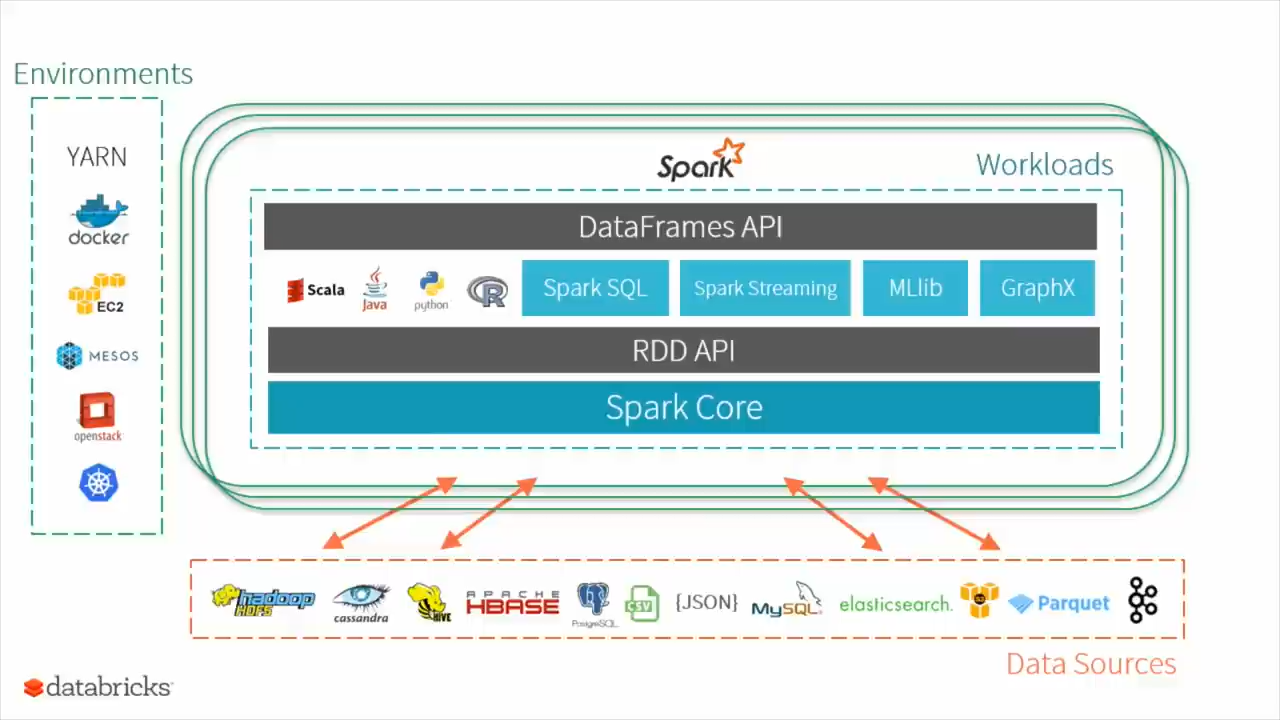 Environments
YARN
docker
EC2
MESOS
openstack
Spark
Workloads
DataFrames API
Scala
Java
python
R
Spark SQL
Spark Streaming
MLlib
GraphX
RDD API
Spark Core
hadoop
HDFS
cassandra
HIVE
APACHE
HBASE
PostgreSQL
CSV
{JSON}
MySQL
elasticsearch.
Parquet
Data Sources
databricks